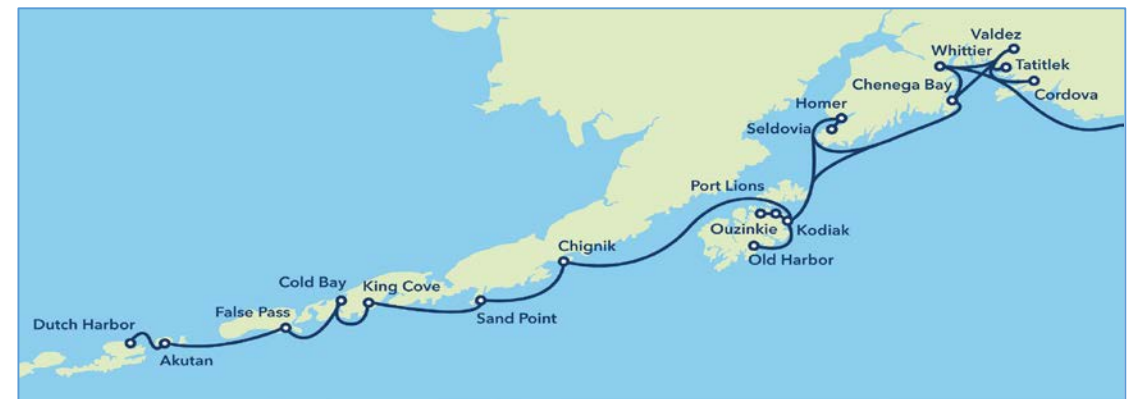 Valdez
Whittier
Tatitlek
Chenega Bay
Cordova
Homer
Seldovia
Port Lions
Ouzinkie
Kodiak
Old Harbor
Chignik
Cold Bay
King Cove
False Pass
Sand Point
Dutch Harbor
Akutan